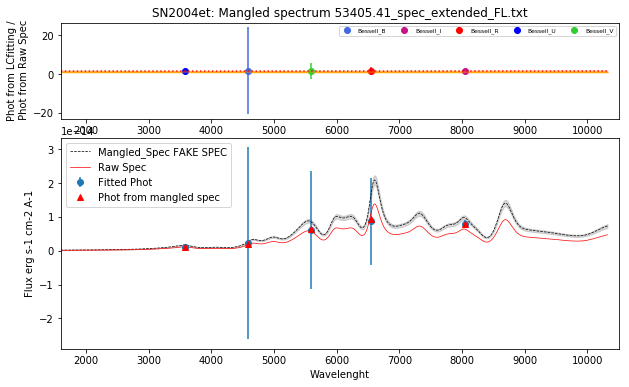 SN2004et: Mangled spectrum 53405.41_spec_extended_FL.txt
Phot from LCfitting /
Phot from Raw Spec
20
0
−20
Bessell_B Bessell_I Bessell_R Bessell_U Bessell_V
2000 3000 4000 5000 6000 7000 8000 9000 10000
1e−14
Flux erg s-1 cm-2 A-1
3
2
1
0
−1
−2
Mangled_Spec FAKE SPEC
Raw Spec
Fitted Phot
Phot from mangled spec
2000 3000 4000 5000 6000 7000 8000 9000 10000
Wavelenght